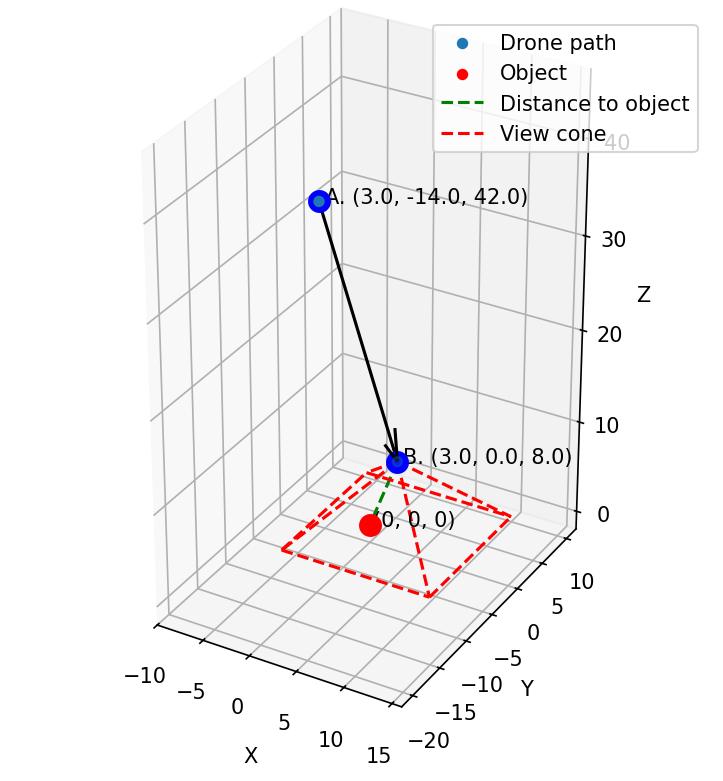 Drone path
Object
Distance to object
View cone
40
A. (3.0, -14.0, 42.0)
30
Z
20
10
B. (3.0, 0.0, 8.0)
0
0, 0, 0)
10
5
0
−5
−10
Y
−15
−20
−10
−5
0
5
10
15
X